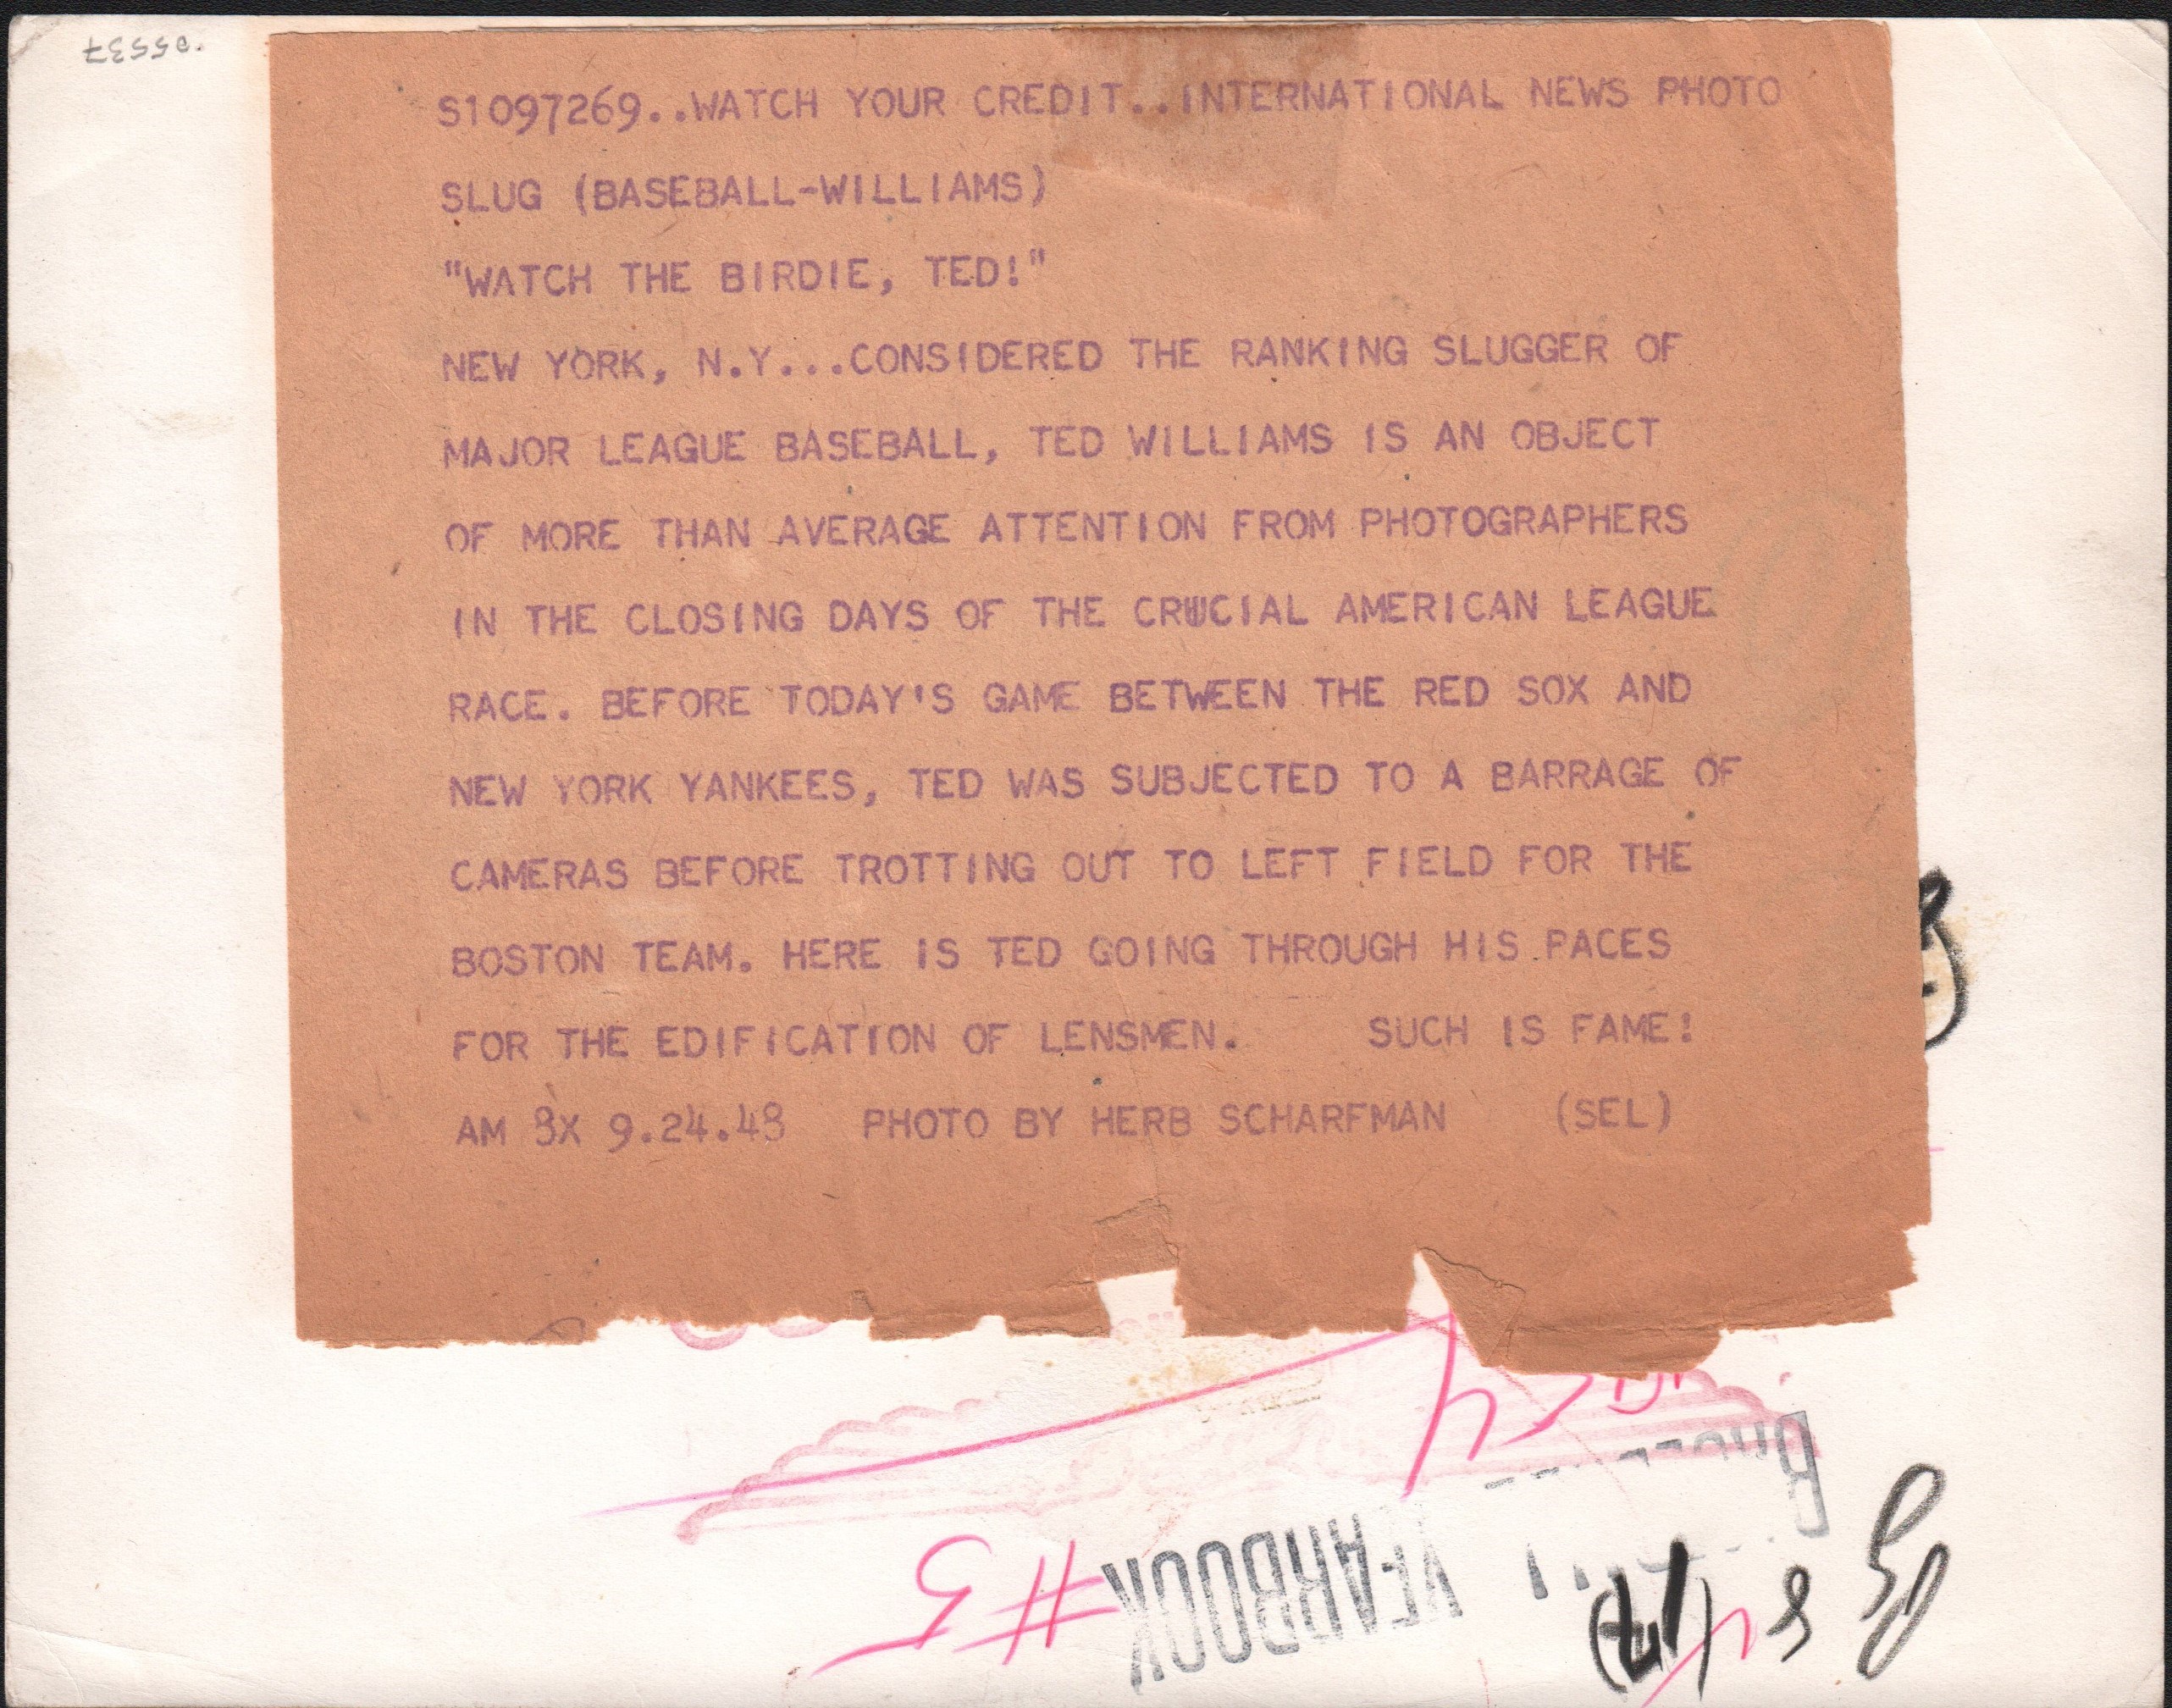 S1097269..WATCH YOUR CREDIT..INTERNATIONAL NEWS PHOTO
SLUG (BASEBALL-WILLIAMS)
"WATCH THE BIRDIE, TED!"
NEW YORK, N.Y...CONSIDERED THE RANKING SLUGGER OF
MAJOR LEAGUE BASEBALL, TED WILLIAMS IS AN OBJECT
OF MORE THAN AVERAGE ATTENTION FROM PHOTOGRAPHERS
IN THE CLOSING DAYS OF THE CRUCIAL AMERICAN LEAGUE
RACE. BEFORE TODAY'S GAME BETWEEN THE RED SOX AND
NEW YORK YANKEES, TED WAS SUBJECTED TO A BARRAGE OF
CAMERAS BEFORE TROTTING OUT TO LEFT FIELD FOR THE
BOSTON TEAM. HERE IS TED GOING THROUGH HIS PACES
FOR THE EDIFICATION OF LENSMEN. SUCH IS FAME!
AM 8X 9.24.48 PHOTO BY HERB SCHARFMAN (SEL)
YEARBOOK
#5